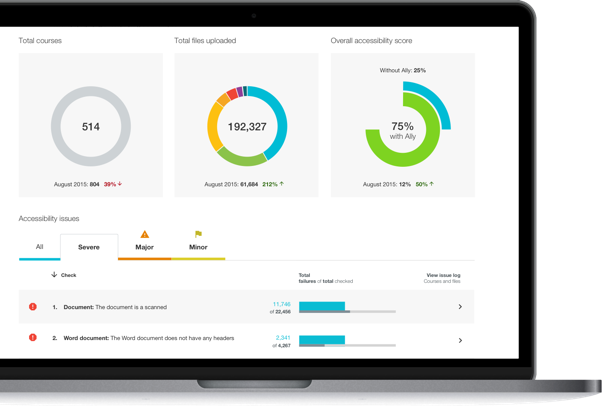 Total courses
Total files uploaded
Overall accessibility score
Without Ally: 25%
514
192,327
75%
with Ally
August 2015: 604 39%
August 2015: 61,684 212%
August 2015: 12% 50%
Accessibility issues
All
Severe
Major
Minor
Check
Total
failures of total checked
View issue log
Courses and files
1. Document: The document is a scanned
11,746
of 22,456
2. Word document: The Word document does not have any headers
2,341
of 4,267